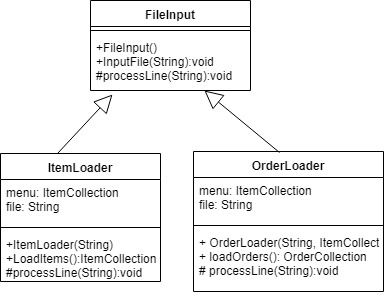 FileInput
+FileInput()
+InputFile(String):void
#processLine(String):void
ItemLoader
menu: ItemCollection
file: String
+ItemLoader(String)
+LoadItems():ItemCollection
#processLine(String):void
OrderLoader
menu: ItemCollection
file: String
+ OrderLoader(String, ItemCollect
+ loadOrders(): OrderCollection
# processLine(String):void